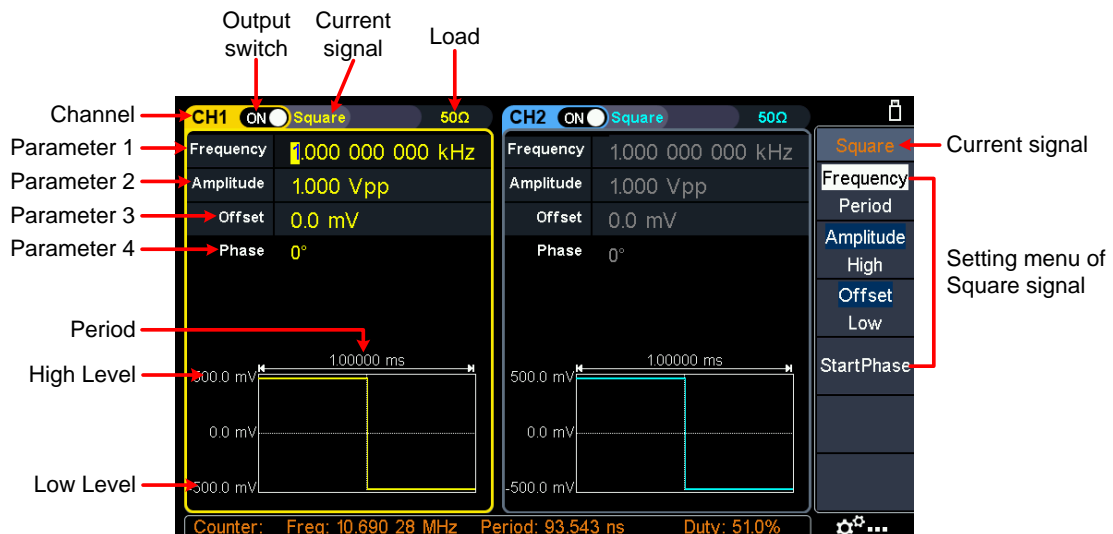 Output switch
Current signal
Load
Channel
CH1 ON Square 50Ω
CH2 ON Square 50Ω
Parameter 1
Frequency 1.000 000 000 kHz
Frequency 1.000 000 000 kHz
Square
Current signal
Parameter 2
Amplitude 1.000 Vpp
Amplitude 1.000 Vpp
Frequency
Period
Parameter 3
Offset 0.0 mV
Offset 0.0 mV
Amplitude
High
Parameter 4
Phase 0°
Phase 0°
Setting menu of
Square signal
Offset
Low
StartPhase
Period
1.00000 ms
1.00000 ms
High Level
500.0 mV
500.0 mV
0.0 mV
0.0 mV
Low Level
-500.0 mV
-500.0 mV
Counter: Freq: 10.690 28 MHz Period: 93.543 ns Duty: 51.0%